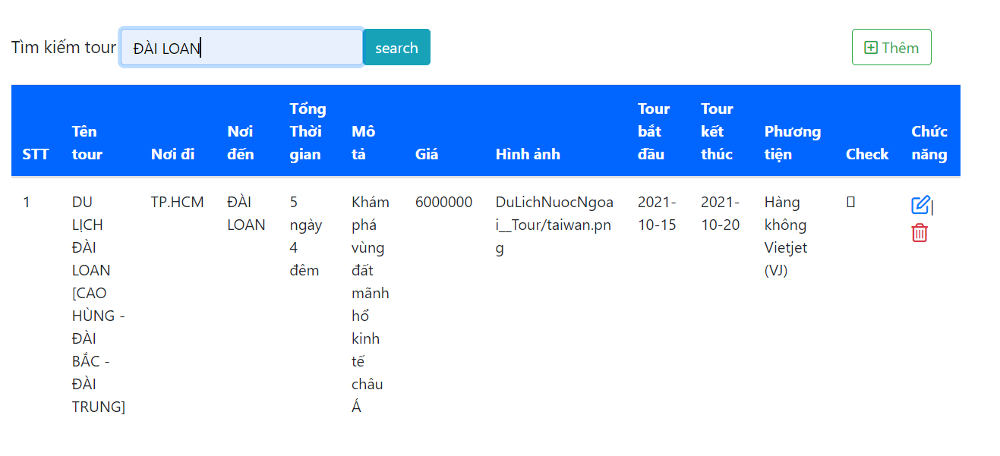 Tìm kiếm tour ĐÀI LOAN search Thêm
STT
Tên
tour
Nơi đi
Nơi
đến
Tổng
Thời
gian
Mô
tả
Giá
Hình ảnh
Tour
bắt
đầu
Tour
kết
thúc
Phương
tiện
Check
Chức
năng
1
DU
LỊCH
ĐÀI
LOAN
[CAO
HÙNG -
ĐÀI
BẮC -
ĐÀI
TRUNG]
TP.HCM
ĐÀI
LOAN
5
ngày
4
đêm
Khám
phá
vùng
đất
mãnh
hổ
kinh
tế
châu
Á
6000000
DuLichNuocNgoa
i__Tour/taiwan.pn
g
2021-
10-15
2021-
10-20
Hàng
không
Vietjet
(VJ)
|